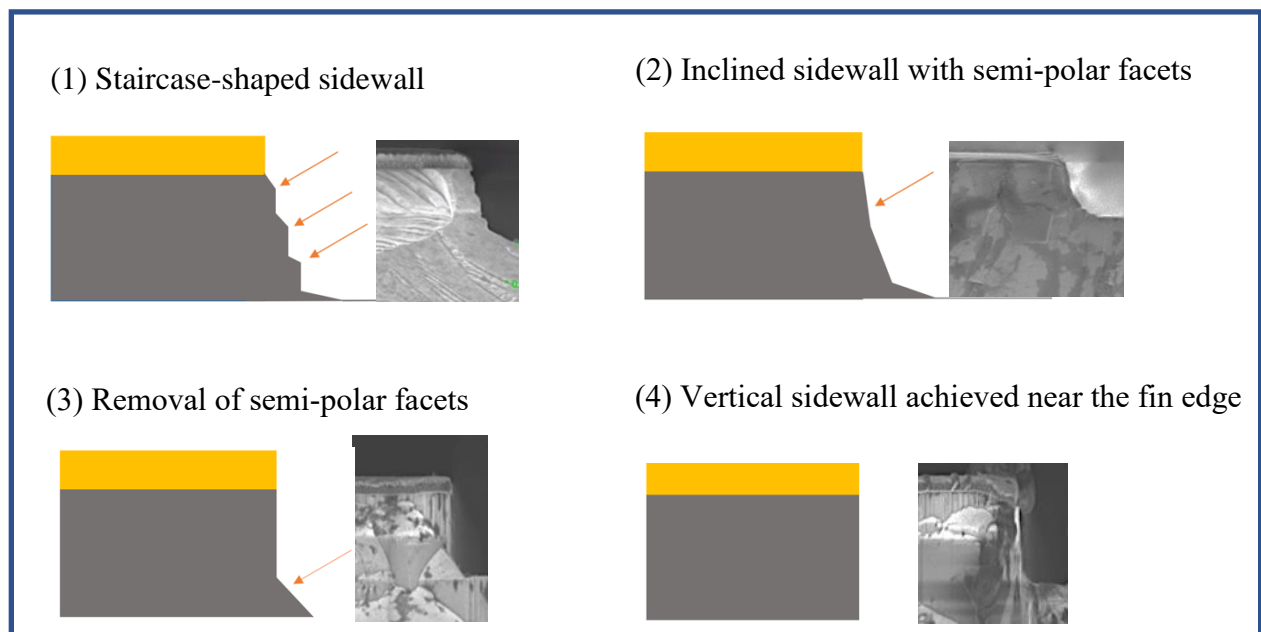 (1) Staircase-shaped sidewall
(2) Inclined sidewall with semi-polar facets
(3) Removal of semi-polar facets
(4) Vertical sidewall achieved near the fin edge